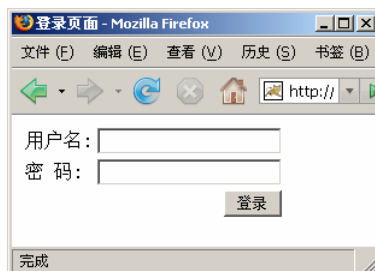 登录页面 - Mozilla Firefox
文件 (F) 编辑 (E) 查看 (V) 历史 (S) 书签 (B)
http://
用户名:
密 码:
登录
完成